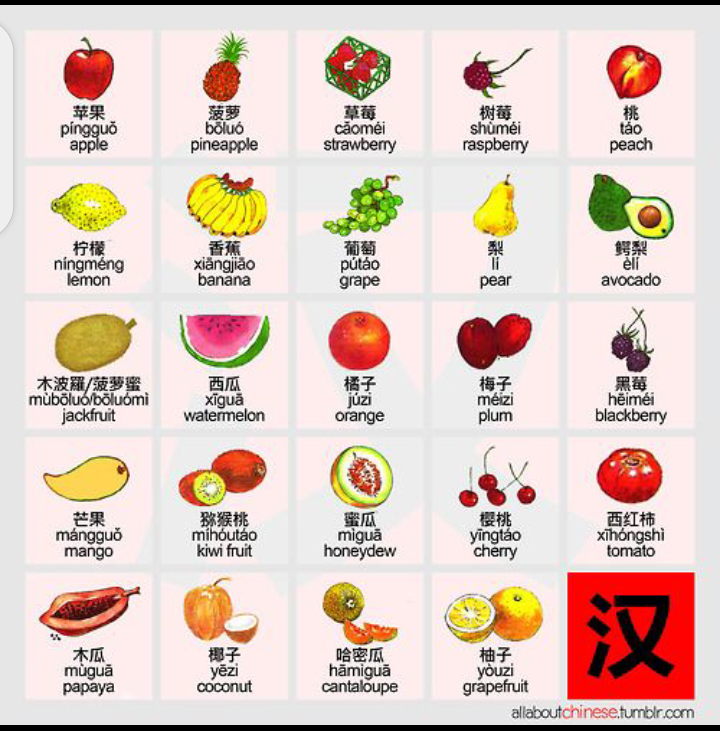 苹果
píngguǒ
apple
菠萝
bōluó
pineapple
草莓
cāoméi
strawberry
树莓
shùméi
raspberry
桃
táo
peach
柠檬
níngméng
lemon
香蕉
xiāngjiāo
banana
葡萄
pútáo
grape
梨
lí
pear
鳄梨
èlí
avocado
木波羅/菠萝蜜
mùbōluó/bōluómì
jackfruit
西瓜
xīguā
watermelon
橘子
júzi
orange
梅子
méizi
plum
黑莓
hēiméi
blackberry
芒果
mángguǒ
mango
猕猴桃
míhóutáo
kiwi fruit
蜜瓜
mìguā
honeydew
樱桃
yīngtáo
cherry
西红柿
xīhóngshì
tomato
木瓜
mùguā
papaya
椰子
yēzi
coconut
哈密瓜
hāmìguā
cantaloupe
柚子
yòuzi
grapefruit
汉
allaboutchinese.tumblr.com